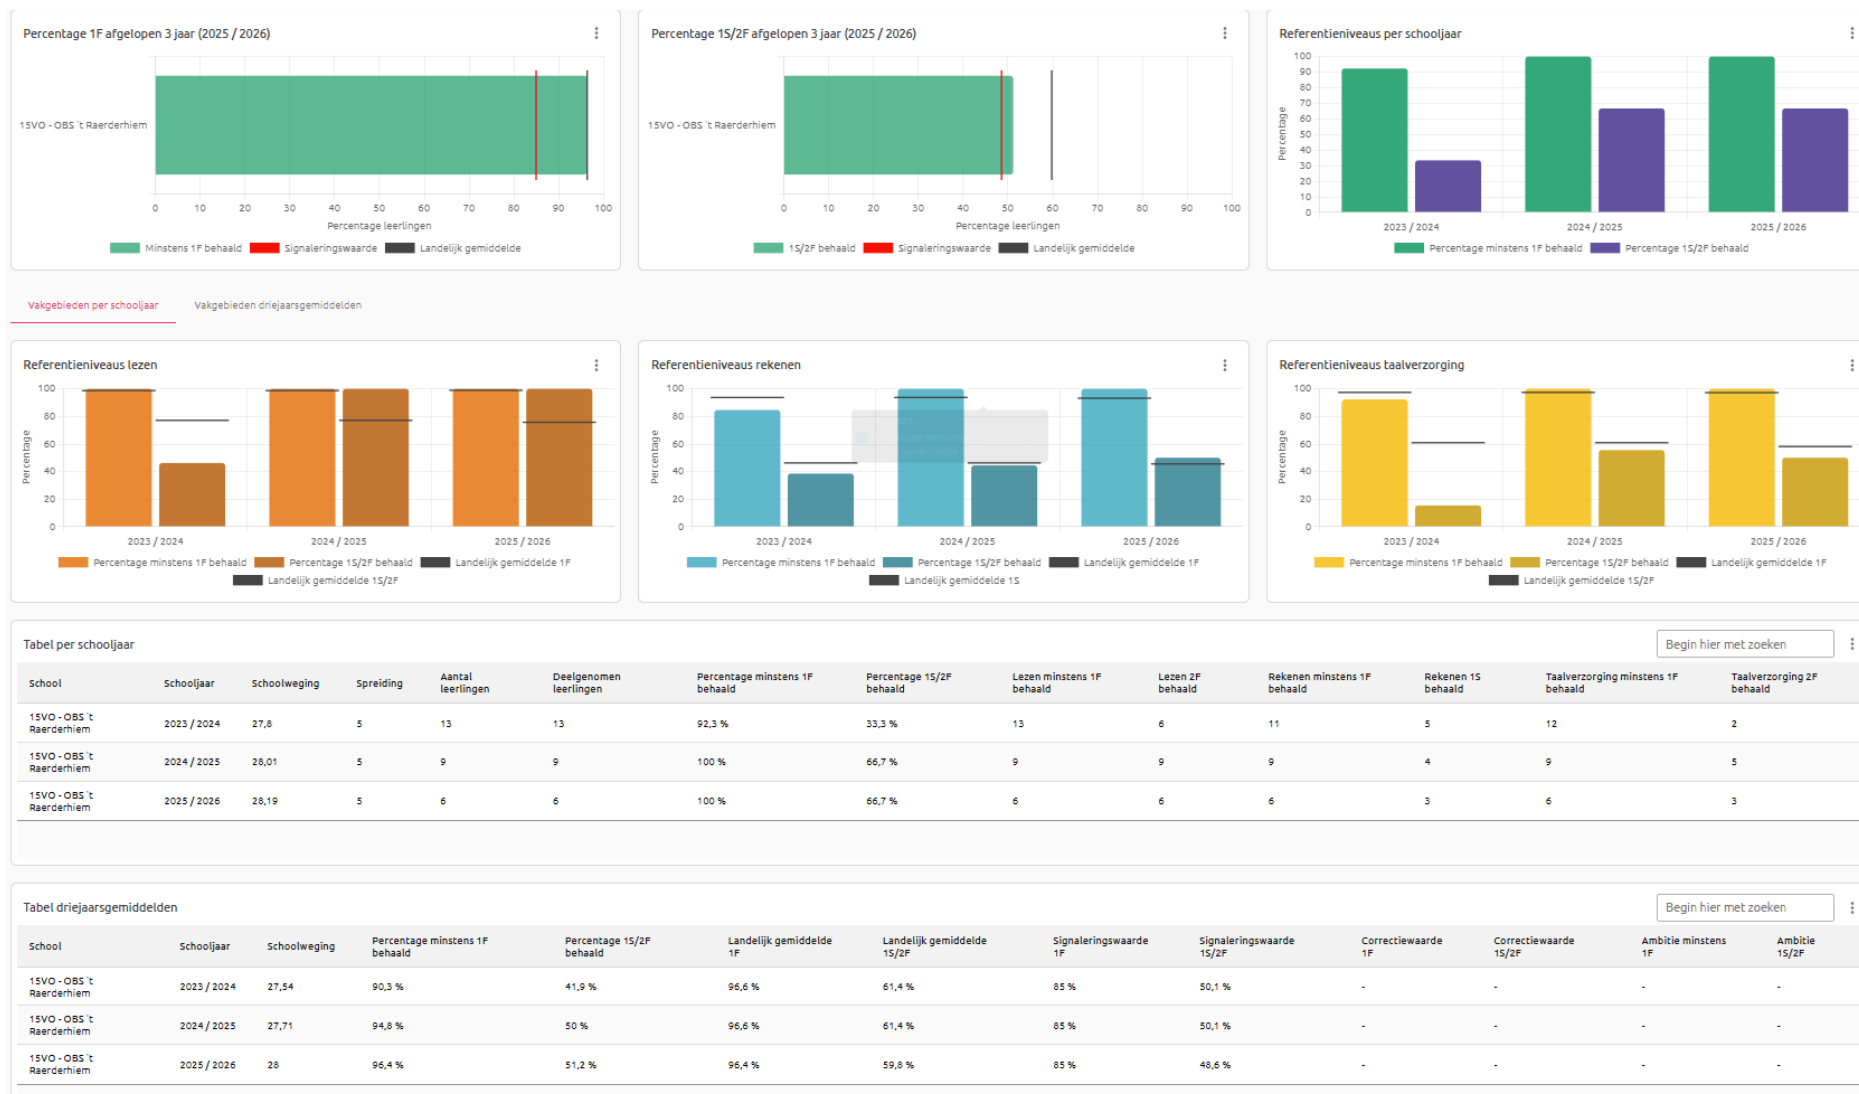 Percentage 1F afgelopen 3 jaar (2025 / 2026)
15VO - OBS `t Raerderhiem
0 10 20 30 40 50 60 70 80 90 100
Percentage leerlingen
Minstens 1F behaald Signaleringswaarde Landelijk gemiddelde
Percentage 1S/2F afgelopen 3 jaar (2025 / 2026)
15VO - OBS `t Raerderhiem
0 10 20 30 40 50 60 70 80 90 100
Percentage leerlingen
1S/2F behaald Signaleringswaarde Landelijk gemiddelde
Referentieniveaus per schooljaar
100
90
80
70
60
50
40
30
20
10
0
Percentage
2023 / 2024 2024 / 2025 2025 / 2026
Percentage minstens 1F behaald Percentage 1S/2F behaald
Vakgebieden per schooljaar Vakgebieden driejaarsgemiddelden
Referentieniveaus lezen
100
80
60
40
20
0
Percentage
2023 / 2024 2024 / 2025 2025 / 2026
Percentage minstens 1F behaald Percentage 1S/2F behaald Landelijk gemiddelde 1F
Landelijk gemiddelde 1S/2F
Referentieniveaus rekenen
100
80
60
40
20
0
Percentage
2023 / 2024 2024 / 2025 2025 / 2026
Percentage minstens 1F behaald Percentage 1S/2F behaald Landelijk gemiddelde 1F
Landelijk gemiddelde 1S
Referentieniveaus taalverzorging
100
80
60
40
20
0
Percentage
2023 / 2024 2024 / 2025 2025 / 2026
Percentage minstens 1F behaald Percentage 1S/2F behaald Landelijk gemiddelde 1F
Landelijk gemiddelde 1S/2F
Tabel per schooljaar Begin hier met zoeken
School Schooljaar Schoolweging Spreiding Aantal leerlingen Deelgenomen leerlingen Percentage minstens 1F behaald Percentage 1S/2F behaald Lezen minstens 1F behaald Lezen 2F behaald Rekenen minstens 1F behaald Rekenen 1S behaald Taalverzorging minstens 1F behaald Taalverzorging 2F behaald
15VO - OBS `t Raerderhiem 2023 / 2024 27,8 5 13 13 92,3 % 33,3 % 13 6 11 5 12 2
15VO - OBS `t Raerderhiem 2024 / 2025 28,01 5 9 9 100 % 66,7 % 9 9 9 4 9 5
15VO - OBS `t Raerderhiem 2025 / 2026 28,19 5 6 6 100 % 66,7 % 6 6 6 3 6 3
Tabel driejaarsgemiddelden Begin hier met zoeken
School Schooljaar Schoolweging Percentage minstens 1F behaald Percentage 1S/2F behaald Landelijk gemiddelde 1F Landelijk gemiddelde 1S/2F Signaleringswaarde 1F Signaleringswaarde 1S/2F Correctiewaarde 1F Correctiewaarde 1S/2F Ambitie minstens 1F Ambitie 1S/2F
15VO - OBS `t Raerderhiem 2023 / 2024 27,54 90,3 % 41,9 % 96,6 % 61,4 % 85 % 50,1 % - - - -
15VO - OBS `t Raerderhiem 2024 / 2025 27,71 94,8 % 50 % 96,6 % 61,4 % 85 % 50,1 % - - - -
15VO - OBS `t Raerderhiem 2025 / 2026 28 96,4 % 51,2 % 96,4 % 59,8 % 85 % 48,6 % - - - -